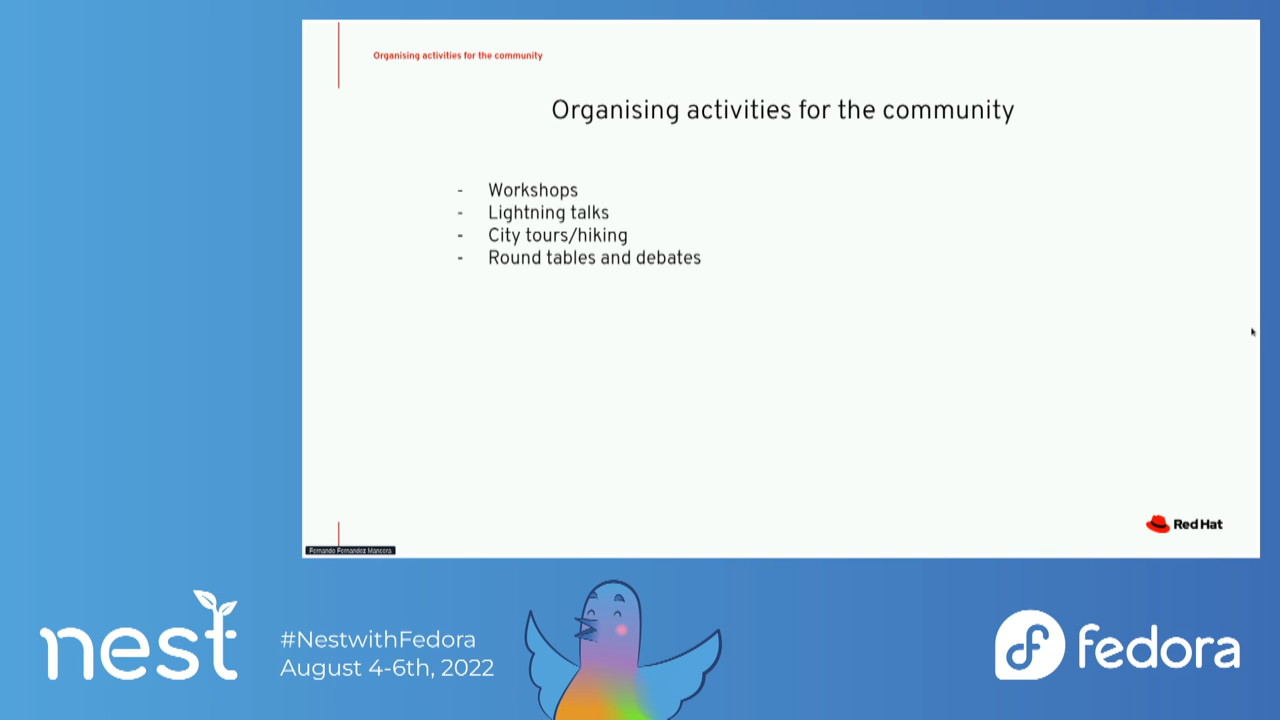 Organising activities for the community
Organising activities for the community
- Workshops
- Lightning talks
- City tours/hiking
- Round tables and debates
Red Hat
Fernando Fernandez Mancera
nest
#NestwithFedora
August 4-6th, 2022
fedora